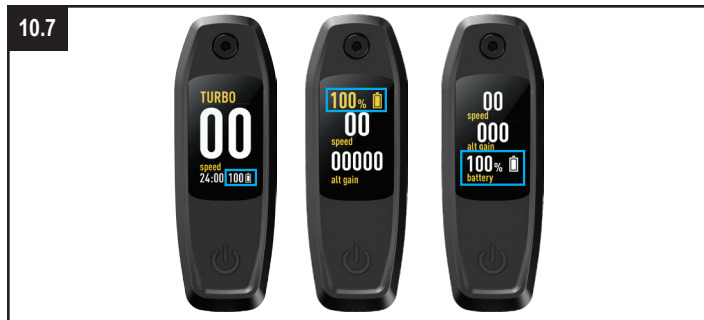 10.7
TURBO
00
speed
24:00 100
100%
00
speed
00000
alt gain
00
speed
000
alt gain
100%
battery